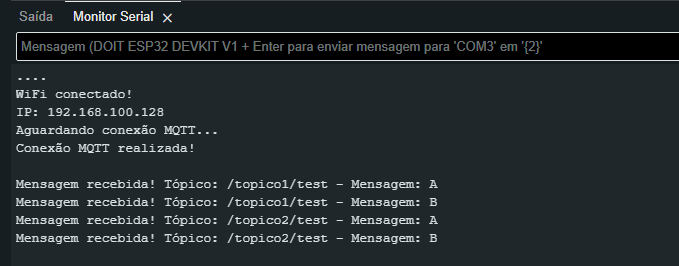 Saída
Monitor Serial ×
Mensagem (DOIT ESP32 DEVKIT V1 + Enter para enviar mensagem para 'COM3' em '{2}'
....
WiFi conectado!
IP: 192.168.100.128
Aguardando conexão MQTT...
Conexão MQTT realizada!
Mensagem recebida! Tópico: /topico1/test - Mensagem: A
Mensagem recebida! Tópico: /topico1/test - Mensagem: B
Mensagem recebida! Tópico: /topico2/test - Mensagem: A
Mensagem recebida! Tópico: /topico2/test - Mensagem: B